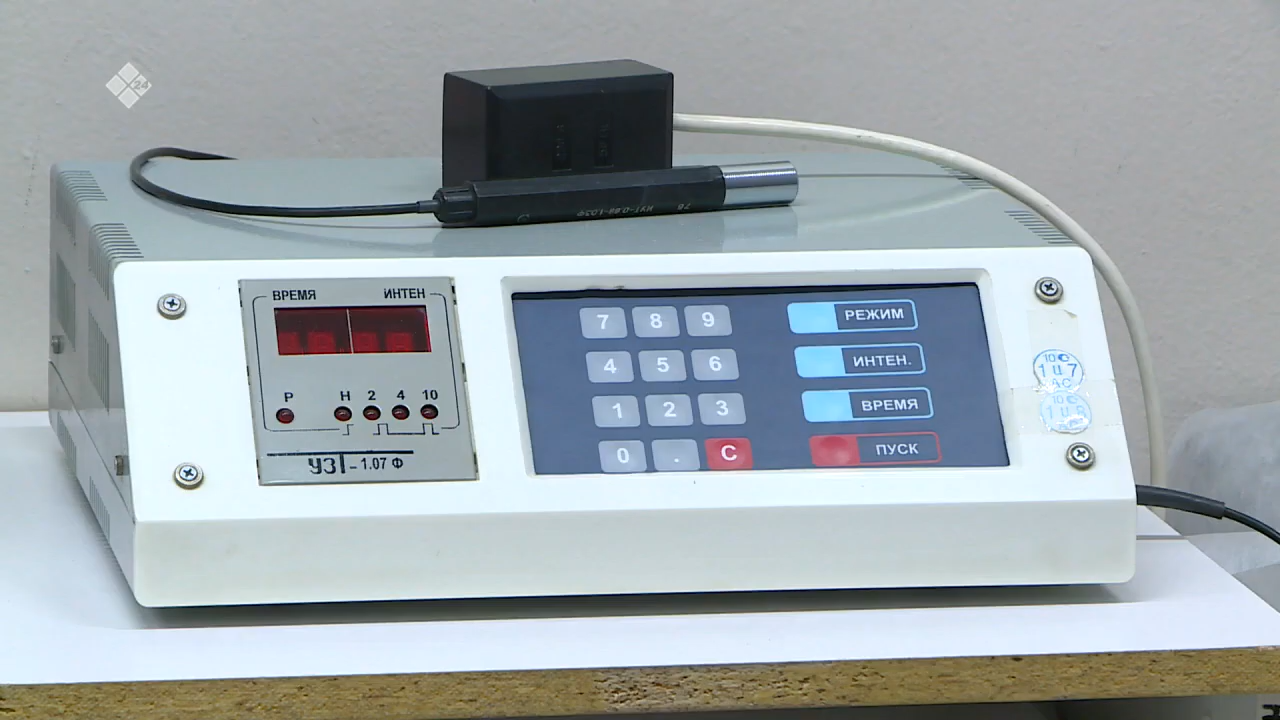 24
ВРЕМЯ ИНТЕН
Р Н 2 4 10
УЗТ-1.07 Ф
7 8 9
4 5 6
1 2 3
0 . С
РЕЖИМ
ИНТЕН.
ВРЕМЯ
ПУСК